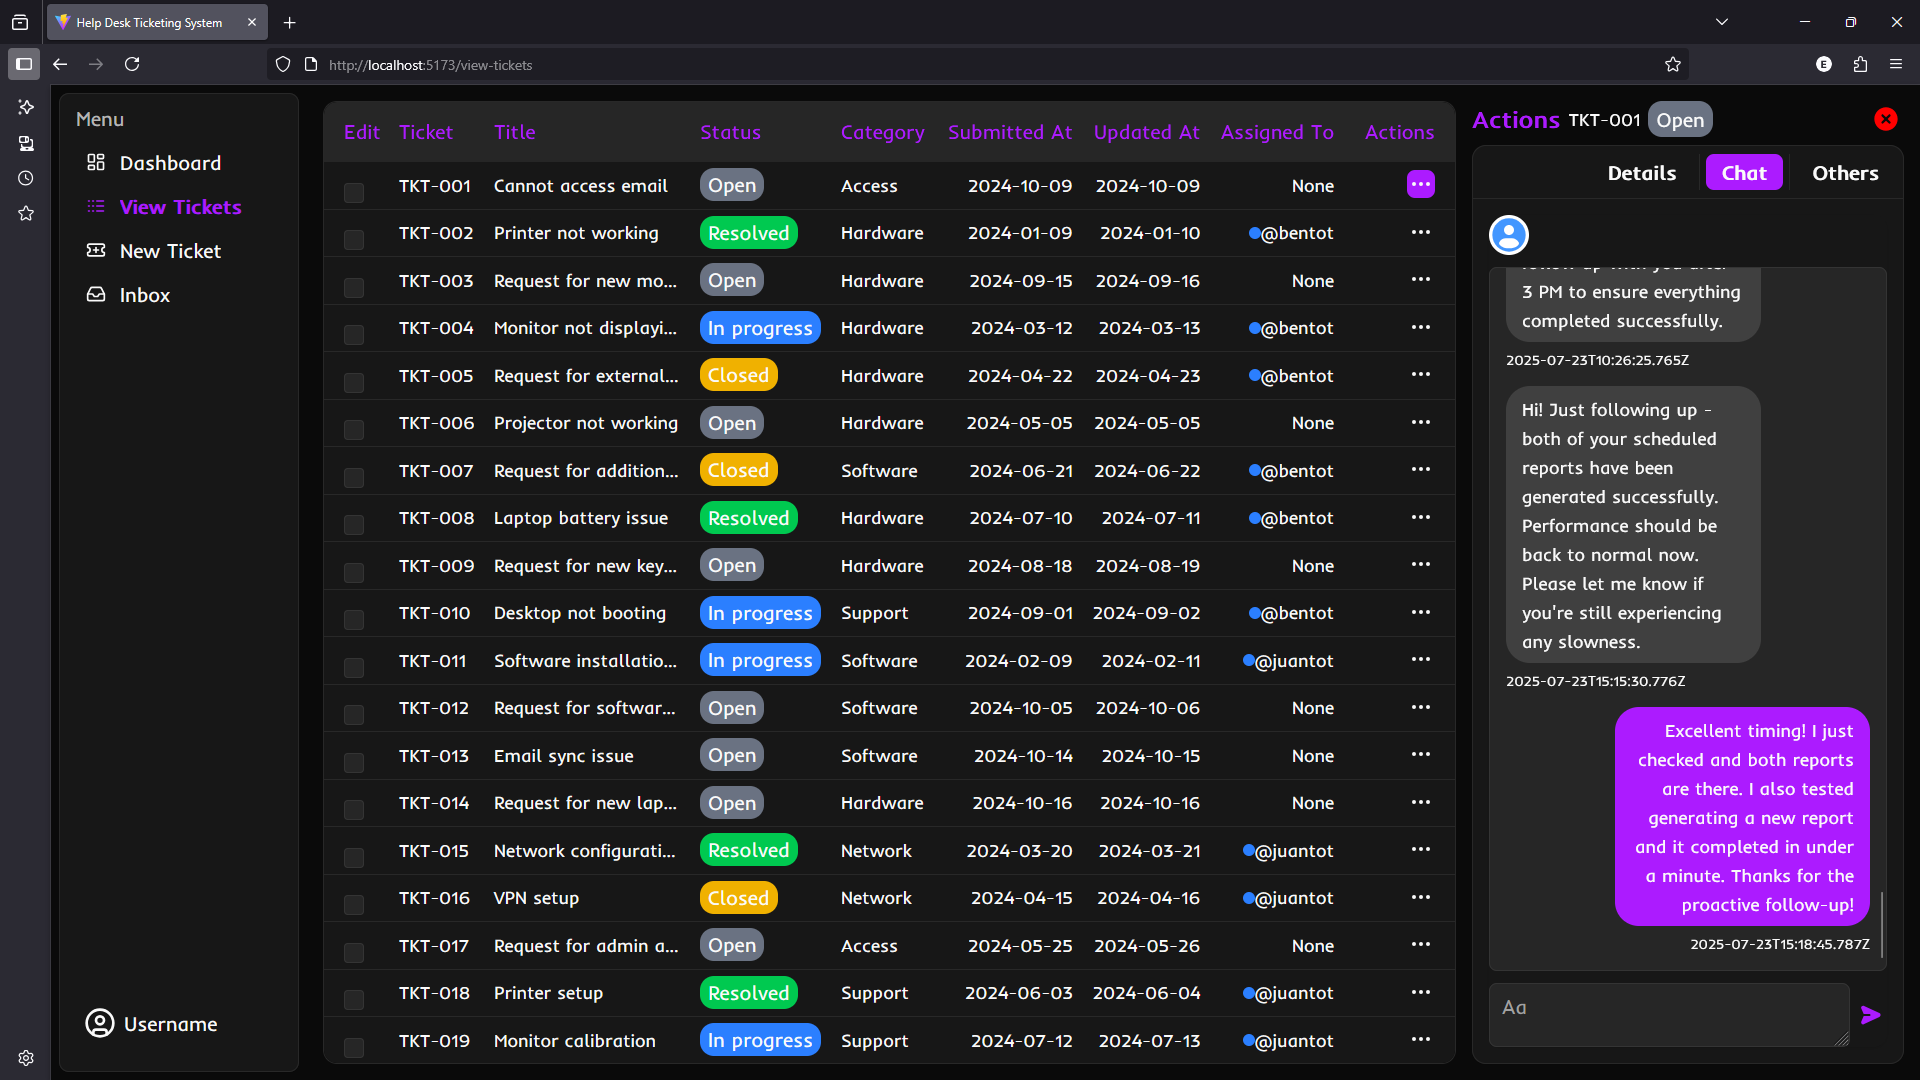 Help Desk Ticketing System
http://localhost:5173/view-tickets
E
Menu
Dashboard
View Tickets
New Ticket
Inbox
Username
Edit Ticket Title Status Category Submitted At Updated At Assigned To Actions
TKT-001 Cannot access email Open Access 2024-10-09 2024-10-09 None ...
TKT-002 Printer not working Resolved Hardware 2024-01-09 2024-01-10 @bentot ...
TKT-003 Request for new mo... Open Hardware 2024-09-15 2024-09-16 None ...
TKT-004 Monitor not displayi... In progress Hardware 2024-03-12 2024-03-13 @bentot ...
TKT-005 Request for external... Closed Hardware 2024-04-22 2024-04-23 @bentot ...
TKT-006 Projector not working Open Hardware 2024-05-05 2024-05-05 None ...
TKT-007 Request for addition... Closed Software 2024-06-21 2024-06-22 @bentot ...
TKT-008 Laptop battery issue Resolved Hardware 2024-07-10 2024-07-11 @bentot ...
TKT-009 Request for new key... Open Hardware 2024-08-18 2024-08-19 None ...
TKT-010 Desktop not booting In progress Support 2024-09-01 2024-09-02 @bentot ...
TKT-011 Software installatio... In progress Software 2024-02-09 2024-02-11 @juantot ...
TKT-012 Request for softwar... Open Software 2024-10-05 2024-10-06 None ...
TKT-013 Email sync issue Open Software 2024-10-14 2024-10-15 None ...
TKT-014 Request for new lap... Open Hardware 2024-10-16 2024-10-16 None ...
TKT-015 Network configurati... Resolved Network 2024-03-20 2024-03-21 @juantot ...
TKT-016 VPN setup Closed Network 2024-04-15 2024-04-16 @juantot ...
TKT-017 Request for admin a... Open Access 2024-05-25 2024-05-26 None ...
TKT-018 Printer setup Resolved Support 2024-06-03 2024-06-04 @juantot ...
TKT-019 Monitor calibration In progress Support 2024-07-12 2024-07-13 @juantot ...
Actions TKT-001 Open
Details Chat Others
follow up with you after
3 PM to ensure everything
completed successfully.
2025-07-23T10:26:25.765Z
Hi! Just following up -
both of your scheduled
reports have been
generated successfully.
Performance should be
back to normal now.
Please let me know if
you're still experiencing
any slowness.
2025-07-23T15:15:30.776Z
Excellent timing! I just
checked and both reports
are there. I also tested
generating a new report
and it completed in under
a minute. Thanks for the
proactive follow-up!
2025-07-23T15:18:45.787Z
Aa